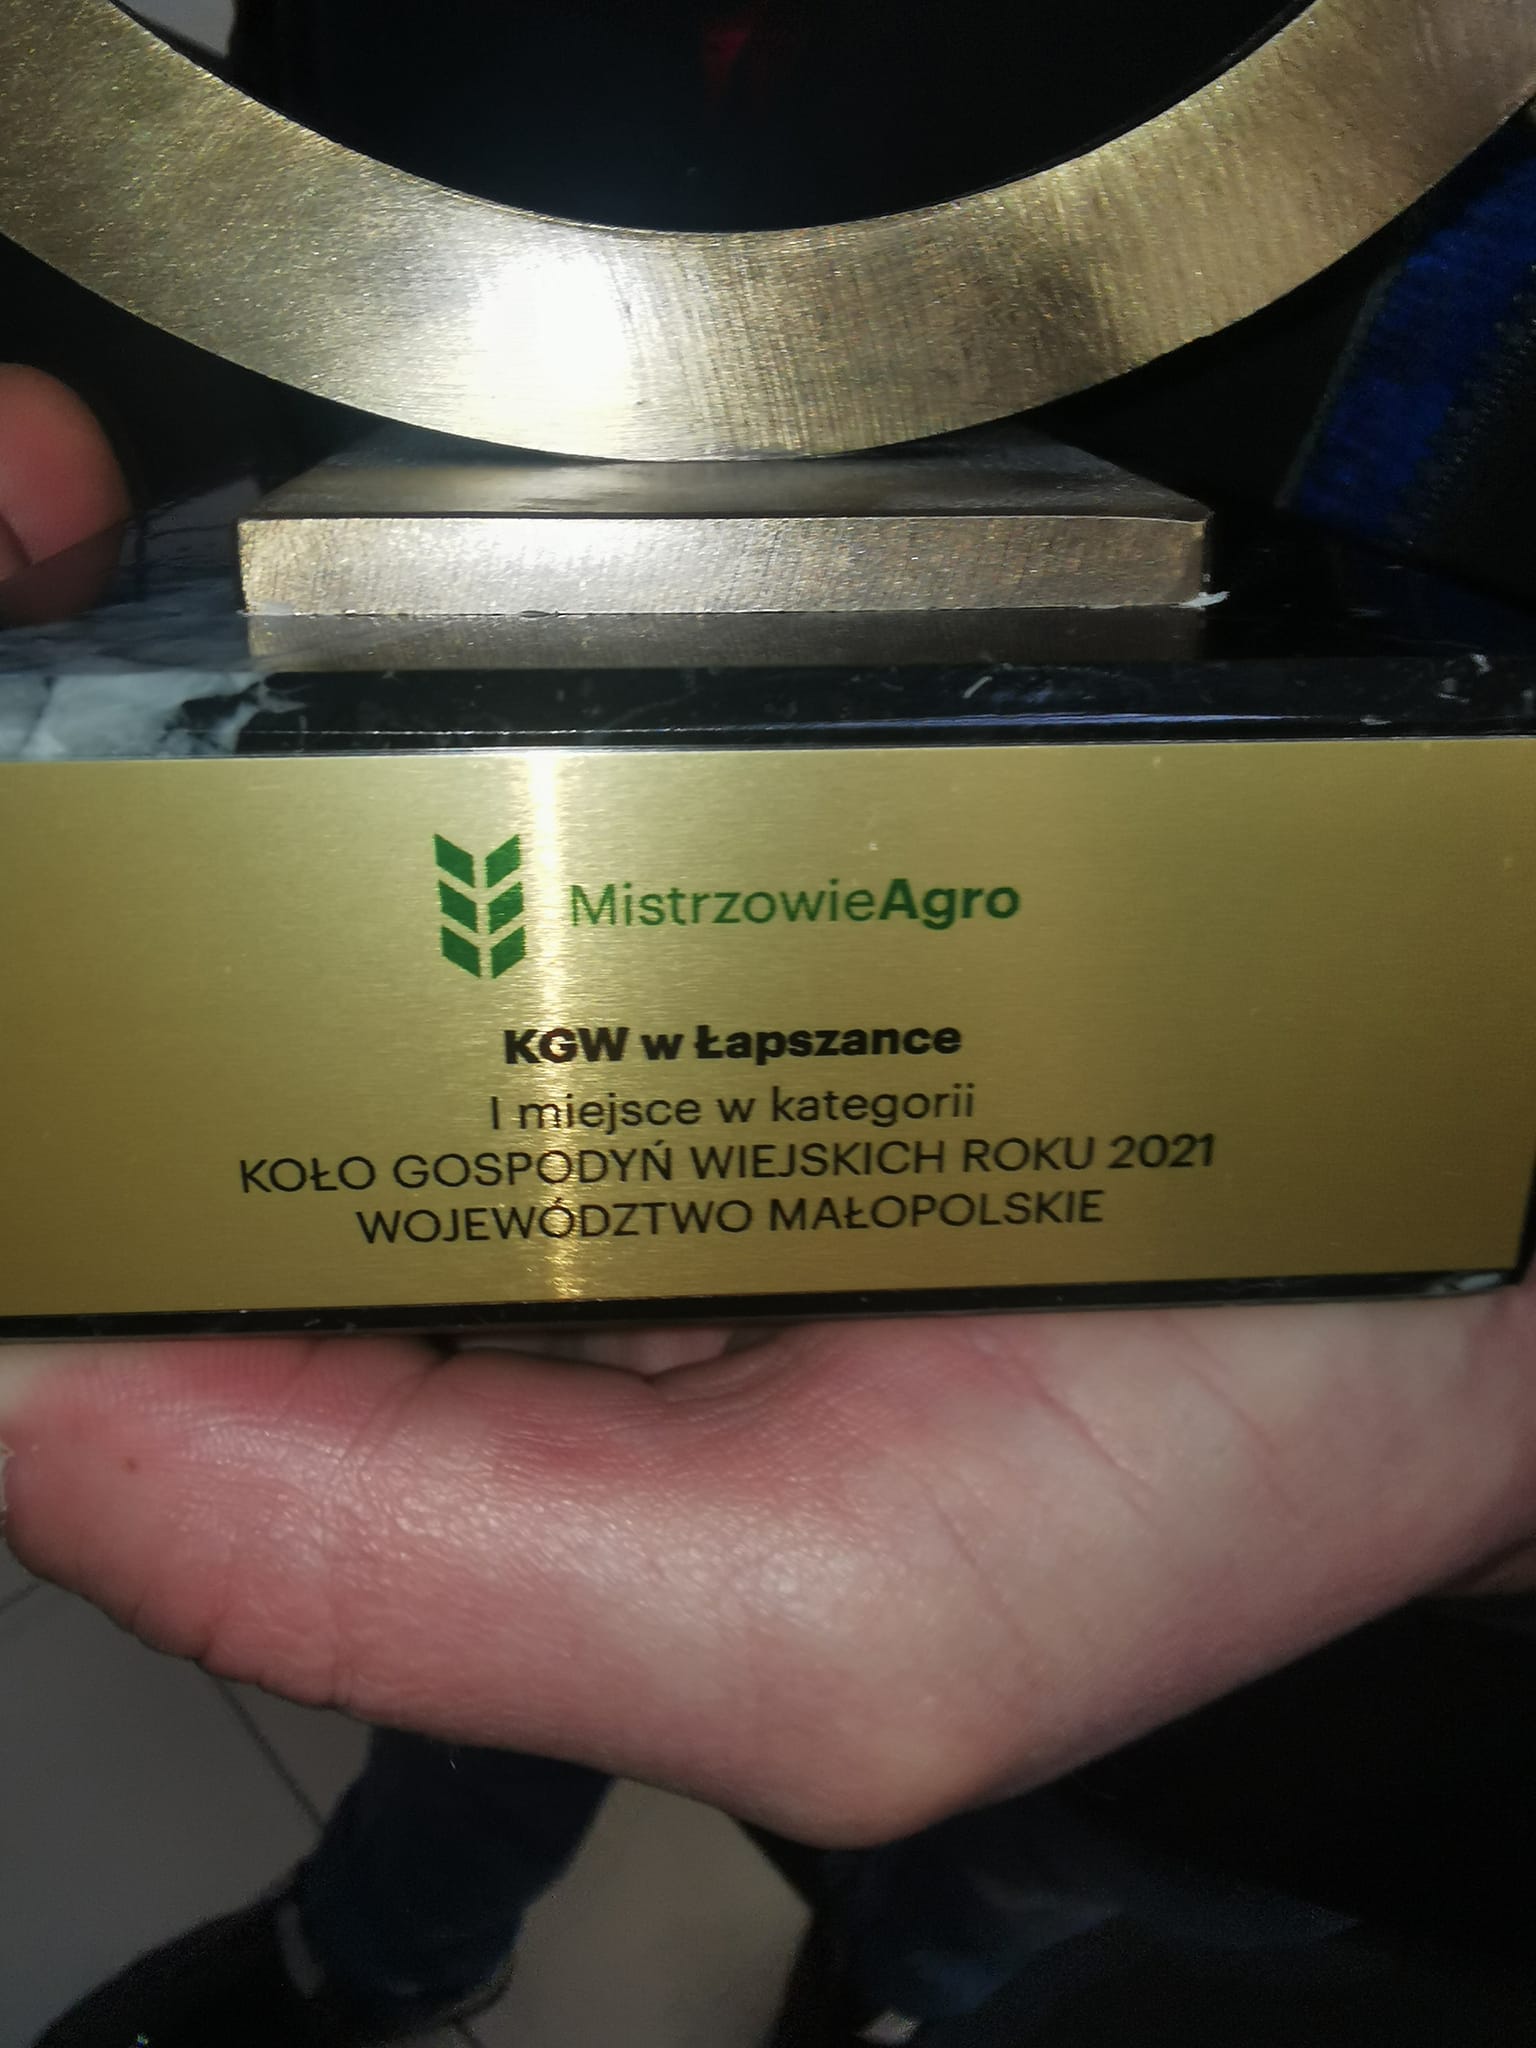 MistrzowieAgro
KGW w Łapszance
I miejsce w kategorii
KOŁO GOSPODYŃ WIEJSKICH ROKU 2021
WOJEWÓDZTWO MAŁOPOLSKIE